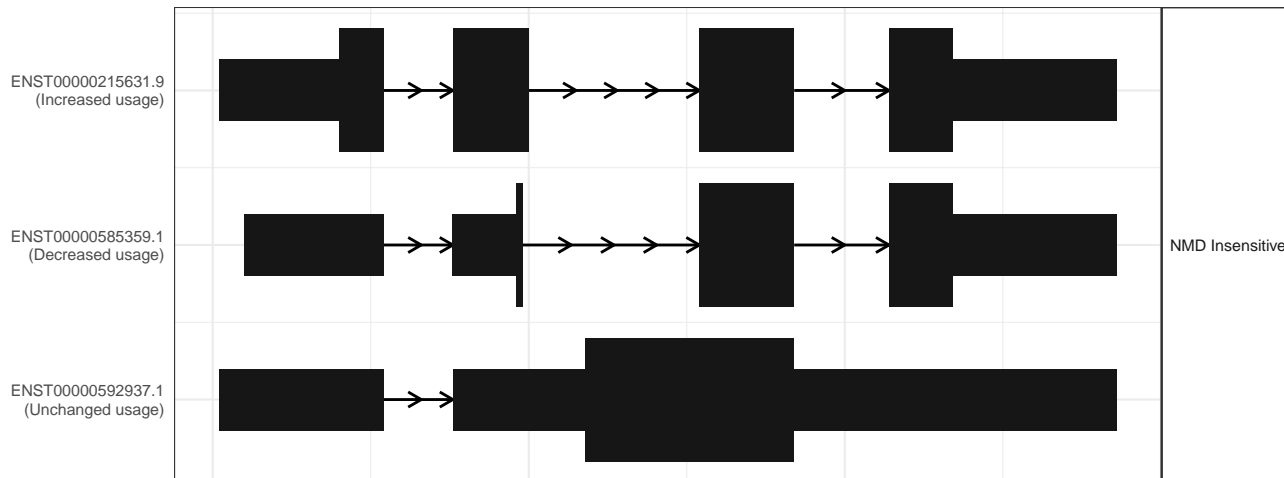 ENST00000215631.9
(Increased usage)
ENST00000585359.1
(Decreased usage)
NMD Insensitive
ENST00000592937.1
(Unchanged usage)